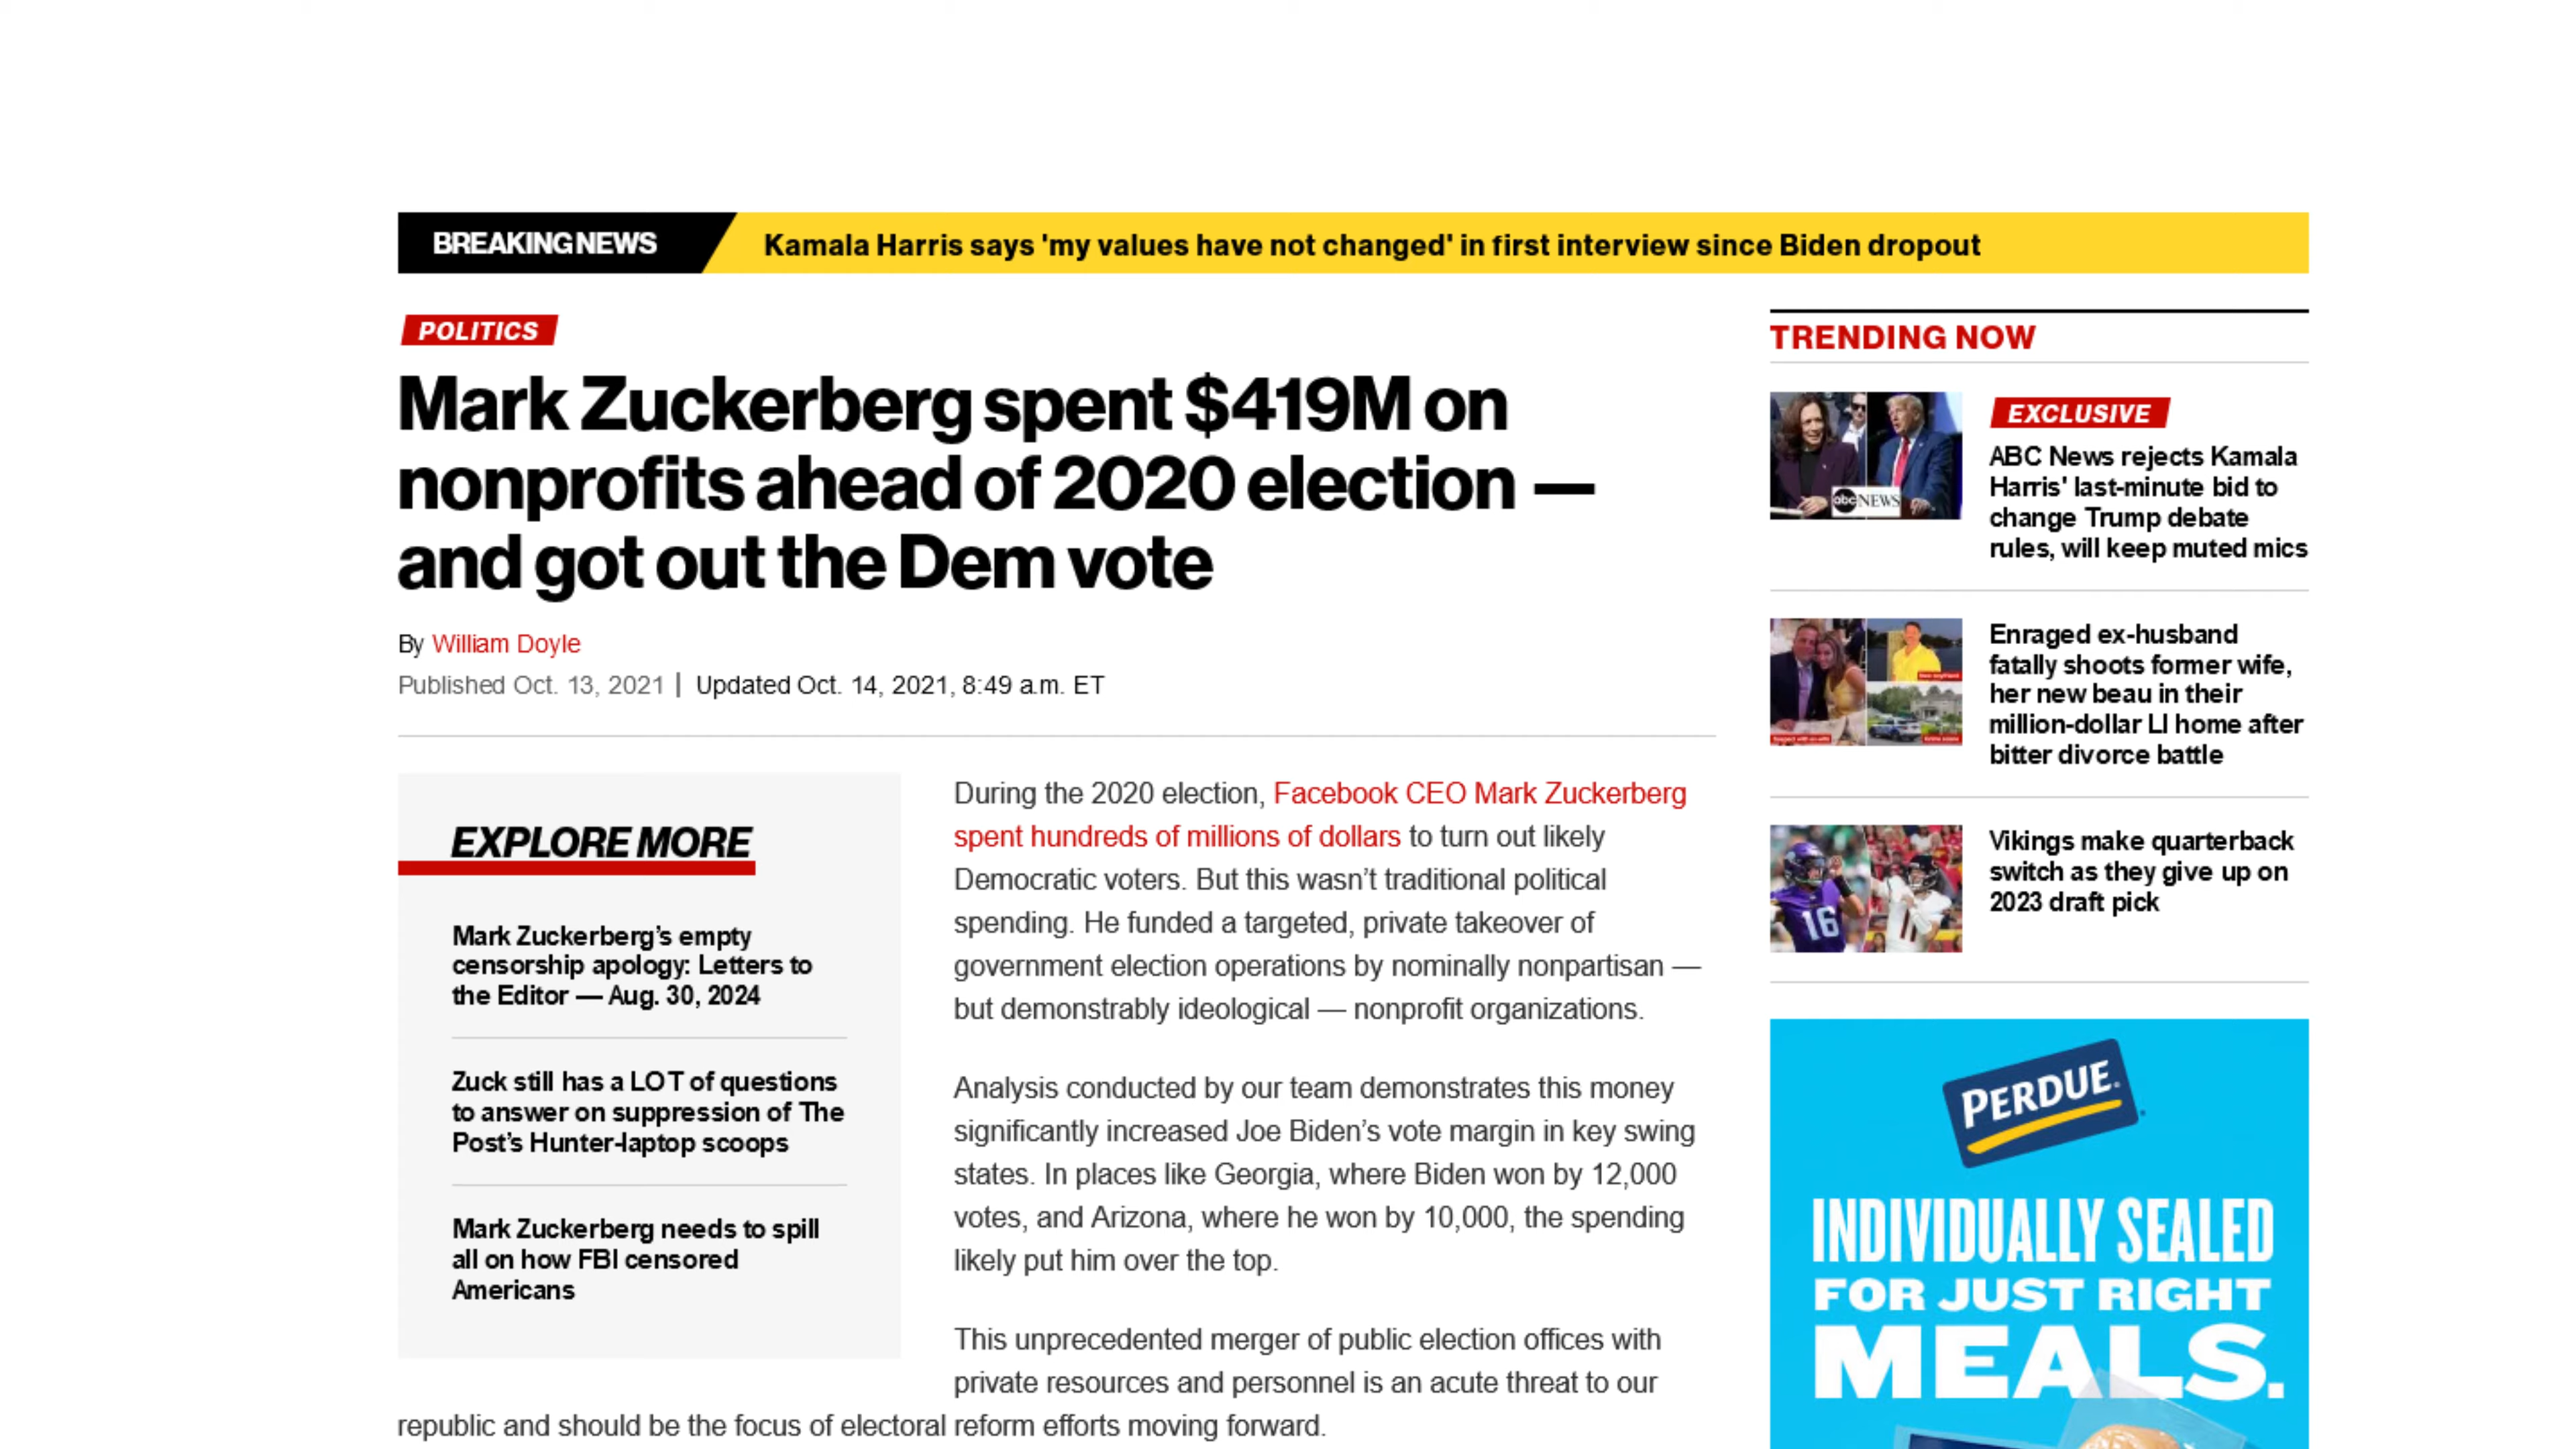 BREAKING NEWS
Kamala Harris says 'my values have not changed' in first interview since Biden dropout
POLITICS
Mark Zuckerberg spent $419M on
nonprofits ahead of 2020 election —
and got out the Dem vote
By William Doyle
Published Oct. 13, 2021 | Updated Oct. 14, 2021, 8:49 a.m. ET
EXPLORE MORE
Mark Zuckerberg’s empty
censorship apology: Letters to
the Editor — Aug. 30, 2024
Zuck still has a LOT of questions
to answer on suppression of The
Post’s Hunter-laptop scoops
Mark Zuckerberg needs to spill
all on how FBI censored
Americans
During the 2020 election, Facebook CEO Mark Zuckerberg
spent hundreds of millions of dollars to turn out likely
Democratic voters. But this wasn’t traditional political
spending. He funded a targeted, private takeover of
government election operations by nominally nonpartisan —
but demonstrably ideological — nonprofit organizations.
Analysis conducted by our team demonstrates this money
significantly increased Joe Biden’s vote margin in key swing
states. In places like Georgia, where Biden won by 12,000
votes, and Arizona, where he won by 10,000, the spending
likely put him over the top.
This unprecedented merger of public election offices with
private resources and personnel is an acute threat to our
republic and should be the focus of electoral reform efforts moving forward.
TRENDING NOW
abc NEWS
EXCLUSIVE
ABC News rejects Kamala
Harris' last-minute bid to
change Trump debate
rules, will keep muted mics
Enraged ex-husband
fatally shoots former wife,
her new beau in their
million-dollar LI home after
bitter divorce battle
16
11
Vikings make quarterback
switch as they give up on
2023 draft pick
PERDUE
INDIVIDUALLY SEALED
FOR JUST RIGHT
MEALS.